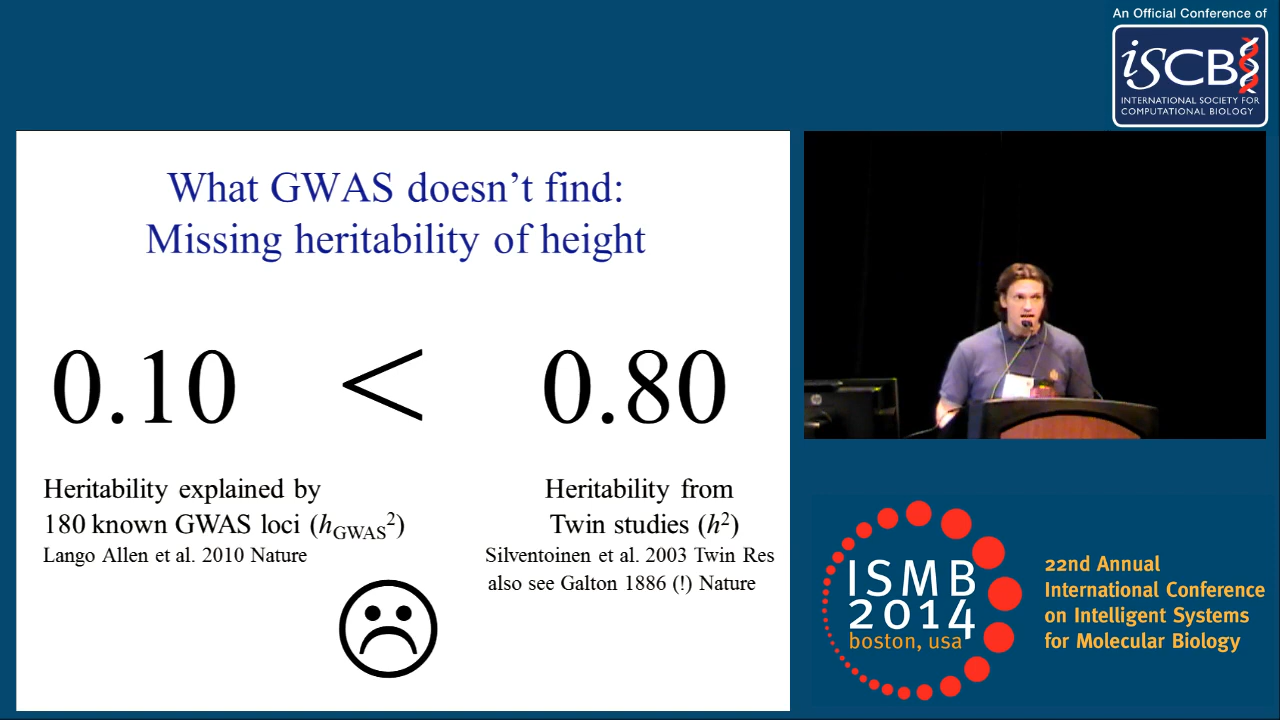 An Official Conference of
iSCB
INTERNATIONAL SOCIETY FOR
COMPUTATIONAL BIOLOGY
What GWAS doesn’t find:
Missing heritability of height
0.10 < 0.80
Heritability explained by
180 known GWAS loci (hGWAS²)
Lango Allen et al. 2010 Nature
Heritability from
Twin studies (h²)
Silventoinen et al. 2003 Twin Res
also see Galton 1886 (!) Nature
hp
ISMB
2014
boston, usa
22nd Annual
International Conference
on Intelligent Systems
for Molecular Biology